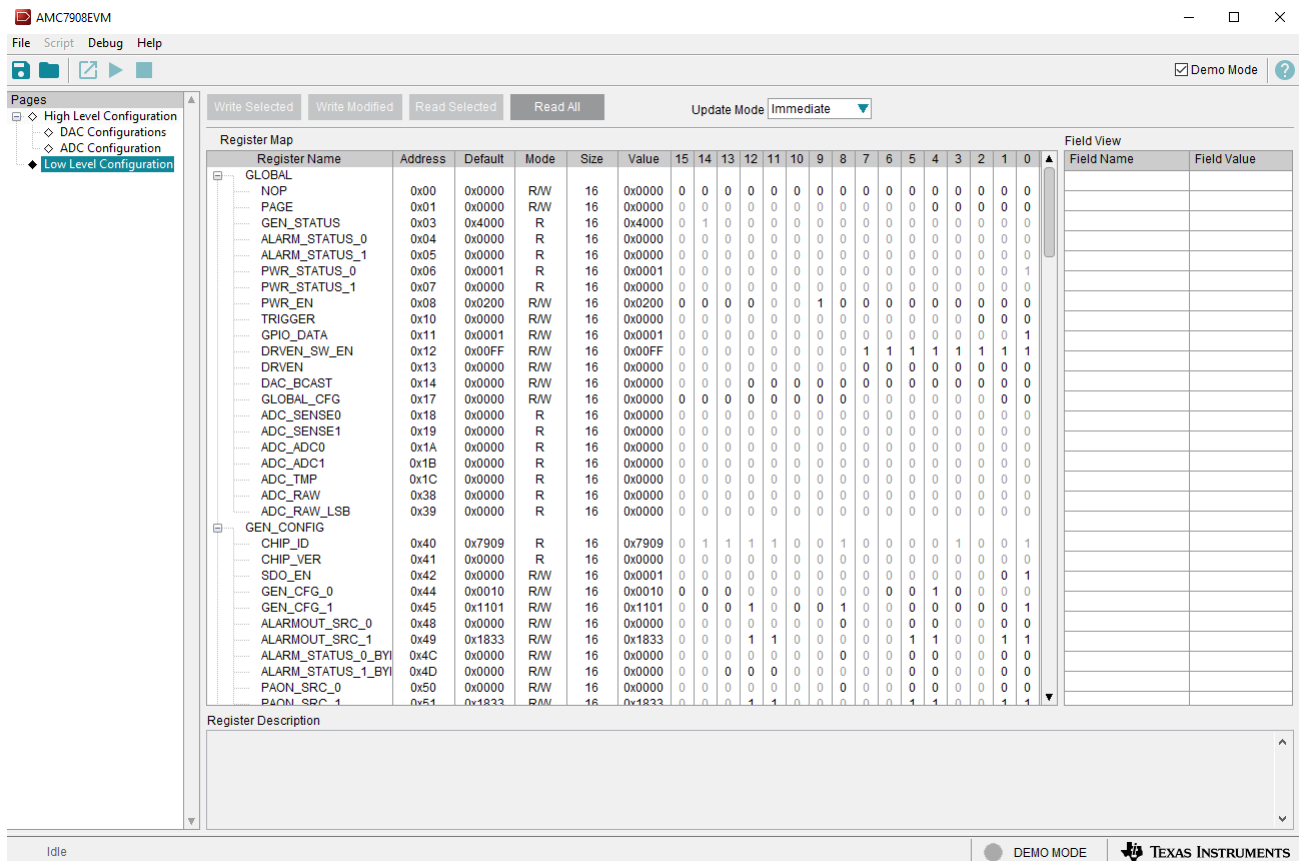 AMC7908EVM
File Script Debug Help
Demo Mode
Pages
High Level Configuration
DAC Configurations
ADC Configuration
Low Level Configuration
Write Selected Write Modified Read Selected Read All Update Mode Immediate
Register Map
Register Name Address Default Mode Size Value 15 14 13 12 11 10 9 8 7 6 5 4 3 2 1 0
GLOBAL
NOP 0x00 0x0000 R/W 16 0x0000 0 0 0 0 0 0 0 0 0 0 0 0 0 0 0 0
PAGE 0x01 0x0000 R/W 16 0x0000 0 0 0 0 0 0 0 0 0 0 0 0 0 0 0 0
GEN_STATUS 0x03 0x4000 R 16 0x4000 0 1 0 0 0 0 0 0 0 0 0 0 0 0 0 0
ALARM_STATUS_0 0x04 0x0000 R 16 0x0000 0 0 0 0 0 0 0 0 0 0 0 0 0 0 0 0
ALARM_STATUS_1 0x05 0x0000 R 16 0x0000 0 0 0 0 0 0 0 0 0 0 0 0 0 0 0 0
PWR_STATUS_0 0x06 0x0001 R 16 0x0001 0 0 0 0 0 0 0 0 0 0 0 0 0 0 0 1
PWR_STATUS_1 0x07 0x0000 R 16 0x0000 0 0 0 0 0 0 0 0 0 0 0 0 0 0 0 0
PWR_EN 0x08 0x0200 R/W 16 0x0200 0 0 0 0 0 0 1 0 0 0 0 0 0 0 0 0
TRIGGER 0x10 0x0000 R/W 16 0x0000 0 0 0 0 0 0 0 0 0 0 0 0 0 0 0 0
GPIO_DATA 0x11 0x0001 R/W 16 0x0001 0 0 0 0 0 0 0 0 0 0 0 0 0 0 0 1
DRVEN_SW_EN 0x12 0x00FF R/W 16 0x00FF 0 0 0 0 0 0 0 0 1 1 1 1 1 1 1 1
DRVEN 0x13 0x0000 R/W 16 0x0000 0 0 0 0 0 0 0 0 0 0 0 0 0 0 0 0
DAC_BCAST 0x14 0x0000 R/W 16 0x0000 0 0 0 0 0 0 0 0 0 0 0 0 0 0 0 0
GLOBAL_CFG 0x17 0x0000 R/W 16 0x0000 0 0 0 0 0 0 0 0 0 0 0 0 0 0 0 0
ADC_SENSE0 0x18 0x0000 R 16 0x0000 0 0 0 0 0 0 0 0 0 0 0 0 0 0 0 0
ADC_SENSE1 0x19 0x0000 R 16 0x0000 0 0 0 0 0 0 0 0 0 0 0 0 0 0 0 0
ADC_ADC0 0x1A 0x0000 R 16 0x0000 0 0 0 0 0 0 0 0 0 0 0 0 0 0 0 0
ADC_ADC1 0x1B 0x0000 R 16 0x0000 0 0 0 0 0 0 0 0 0 0 0 0 0 0 0 0
ADC_TMP 0x1C 0x0000 R 16 0x0000 0 0 0 0 0 0 0 0 0 0 0 0 0 0 0 0
ADC_RAW 0x38 0x0000 R 16 0x0000 0 0 0 0 0 0 0 0 0 0 0 0 0 0 0 0
ADC_RAW_LSB 0x39 0x0000 R 16 0x0000 0 0 0 0 0 0 0 0 0 0 0 0 0 0 0 0
GEN_CONFIG
CHIP_ID 0x40 0x7909 R 16 0x7909 0 1 1 1 1 0 0 1 0 0 0 0 1 0 0 1
CHIP_VER 0x41 0x0000 R 16 0x0000 0 0 0 0 0 0 0 0 0 0 0 0 0 0 0 0
SDO_EN 0x42 0x0000 R/W 16 0x0001 0 0 0 0 0 0 0 0 0 0 0 0 0 0 0 1
GEN_CFG_0 0x44 0x0010 R/W 16 0x0010 0 0 0 0 0 0 0 0 0 0 0 1 0 0 0 0
GEN_CFG_1 0x45 0x1101 R/W 16 0x1101 0 0 0 1 0 0 0 1 0 0 0 0 0 0 0 1
ALARMOUT_SRC_0 0x48 0x0000 R/W 16 0x0000 0 0 0 0 0 0 0 0 0 0 0 0 0 0 0 0
ALARMOUT_SRC_1 0x49 0x1833 R/W 16 0x1833 0 0 0 1 1 0 0 0 0 0 1 1 0 0 1 1
ALARM_STATUS_0_BYI 0x4C 0x0000 R/W 16 0x0000 0 0 0 0 0 0 0 0 0 0 0 0 0 0 0 0
ALARM_STATUS_1_BYI 0x4D 0x0000 R/W 16 0x0000 0 0 0 0 0 0 0 0 0 0 0 0 0 0 0 0
PAON_SRC_0 0x50 0x0000 R/W 16 0x0000 0 0 0 0 0 0 0 0 0 0 0 0 0 0 0 0
PAON_SRC_1 0x51 0x1833 R/W 16 0x1833 0 0 0 1 1 0 0 0 0 0 1 1 0 0 1 1
Field View
Field Name Field Value
Register Description
Idle DEMO MODE TEXAS INSTRUMENTS